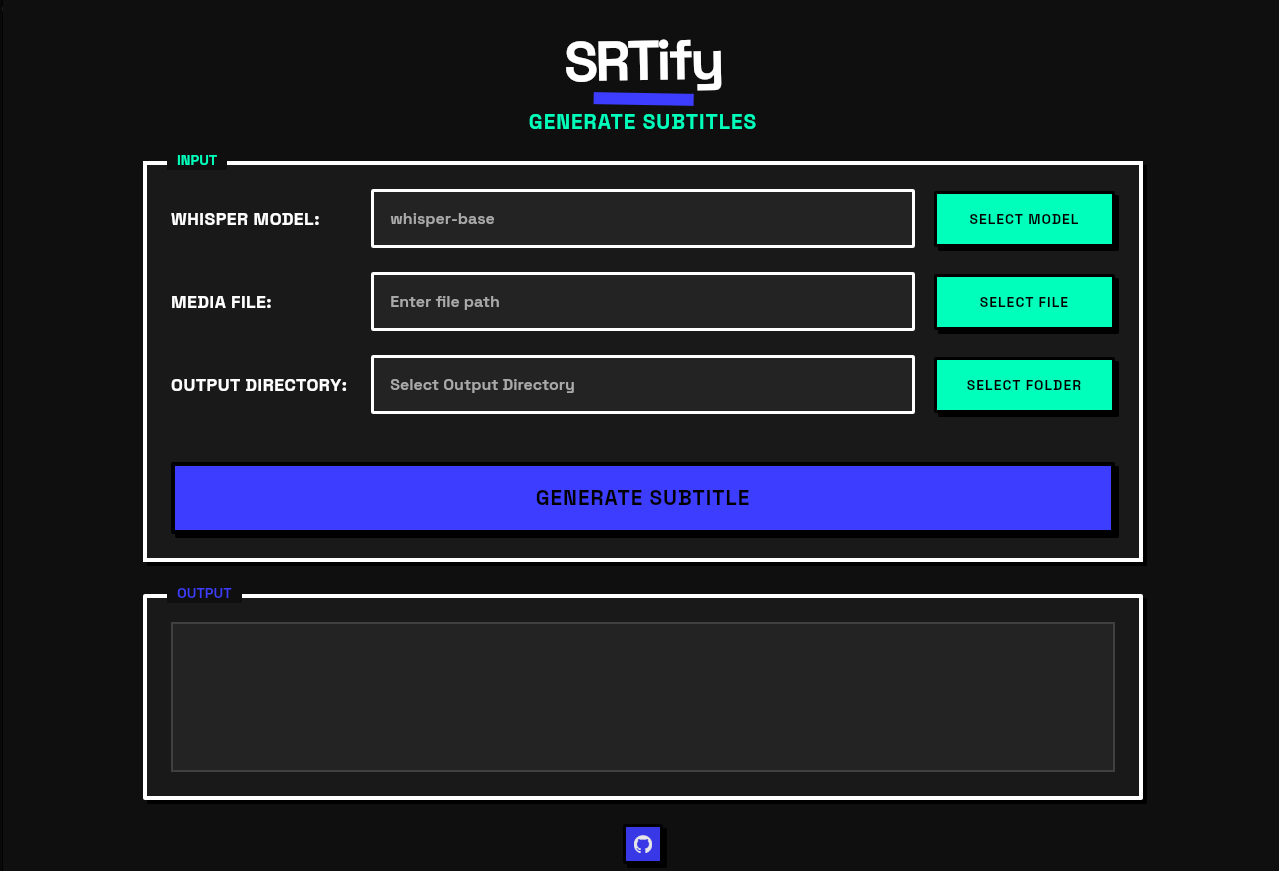 SRTify
GENERATE SUBTITLES
INPUT
WHISPER MODEL: whisper-base SELECT MODEL
MEDIA FILE: Enter file path SELECT FILE
OUTPUT DIRECTORY: Select Output Directory SELECT FOLDER
GENERATE SUBTITLE
OUTPUT